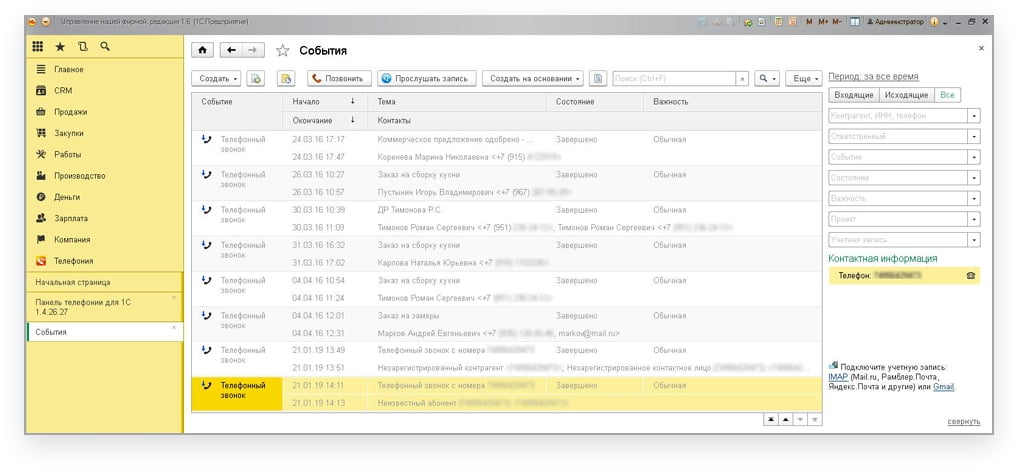 Управление нашей фирмой, редакция 1.6 (1С:Предприятие)
M M+ M- Администратор
Главное
CRM
Продажи
Закупки
Работы
Производство
Деньги
Зарплата
Компания
Телефония
Начальная страница
Панель телефонии для 1С
1.4.26.27
События
События
Создать Позвонить Прослушать запись Создать на основании Поиск (Ctrl+F) Еще
Событие Начало Тема Состояние Важность
Окончание Контакты
Телефонный звонок 24.03.16 17:17 Коммерческое предложение одобрено - ... Завершено Обычная
24.03.16 17:47 Коренева Марина Николаевна <+7 (915)
Телефонный звонок 26.03.16 10:27 Заказ на сборку кухни Завершено Обычная
26.03.16 10:57 Пустынин Игорь Владимирович <+7 (967)
Телефонный звонок 30.03.16 10:39 ДР Тимонова Р.С. Завершено Обычная
30.03.16 11:09 Тимонов Роман Сергеевич <+7 (951) Тимонов Роман Сергеевич <+7
Телефонный звонок 31.03.16 16:32 Заказ на сборку кухни Завершено Обычная
31.03.16 17:02 Карпова Наталья Юрьевна <+7
Телефонный звонок 04.04.16 10:54 Заказ на сборку кухни Завершено Обычная
04.04.16 11:24 Тимонов Роман Сергеевич <+7
Телефонный звонок 04.04.16 12:01 Заказ на замеры Завершено Обычная
04.04.16 12:31 Марков Андрей Евгеньевич <+7 markov@mail.ru>
Телефонный звонок 21.01.19 13:49 Телефонный звонок с номера Завершено Обычная
21.01.19 13:51 Незарегистрированный контрагент Незарегистрированное контактное лицо
Телефонный звонок 21.01.19 14:11 Телефонный звонок с номера Завершено Обычная
21.01.19 14:13 Неизвестный абонент
Период: за все время
Входящие Исходящие Все
Контрагент, ИНН, телефон
Ответственный
Событие
Состояние
Важность
Проект
Учетная запись
Контактная информация
Телефон:
Подключите учетную запись:
IMAP (Mail.ru, Рамблер.Почта,
Яндекс.Почта и другие) или Gmail.
свернуть